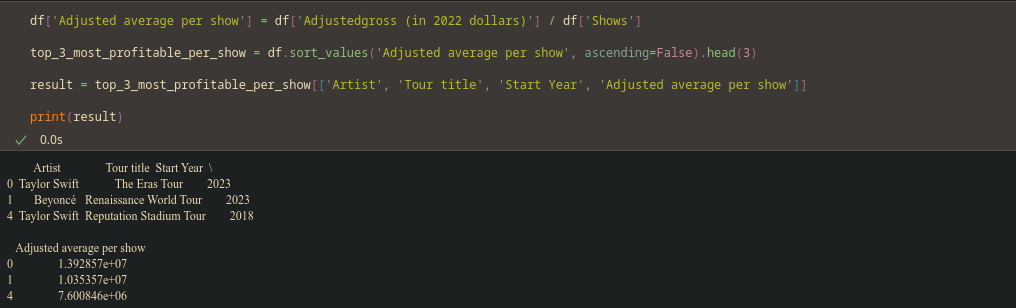 df['Adjusted average per show'] = df['Adjustedgross (in 2022 dollars)'] / df['Shows']
top_3_most_profitable_per_show = df.sort_values('Adjusted average per show', ascending=False).head(3)
result = top_3_most_profitable_per_show[['Artist', 'Tour title', 'Start Year', 'Adjusted average per show']]
print(result)
✓ 0.0s
Artist Tour title Start Year \
0 Taylor Swift The Eras Tour 2023
1 Beyoncé Renaissance World Tour 2023
4 Taylor Swift Reputation Stadium Tour 2018
Adjusted average per show
0 1.392857e+07
1 1.035357e+07
4 7.600846e+06